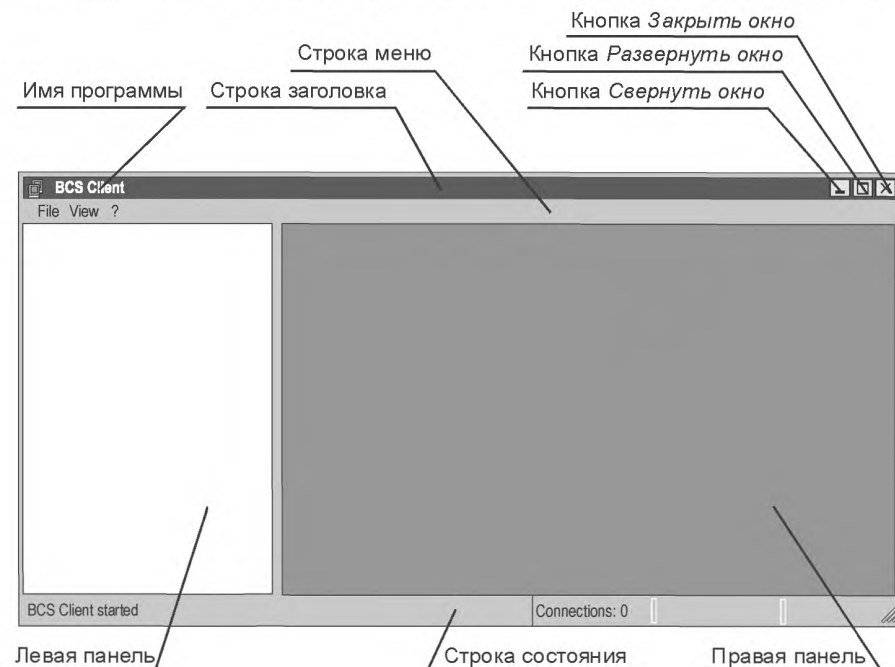 Кнопка Закрыть окно
Строка меню
Кнопка Развернуть окно
Имя программы
Строка заголовка
Кнопка Свернуть окно
BCS Client
File View ?
BCS Client started
Connections: 0
Левая панель
Строка состояния
Правая панель